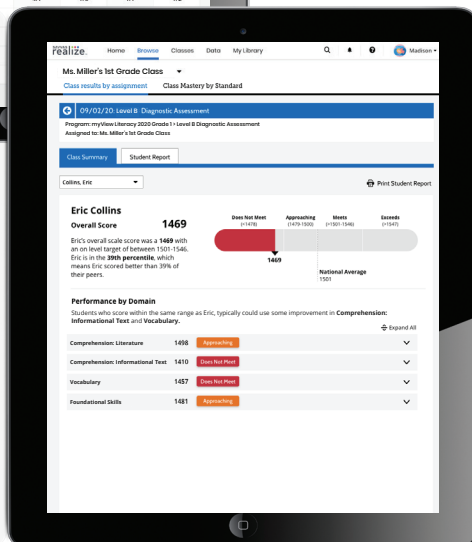 realize.
Home Browse Classes Data My Library Madison
Ms. Miller's 1st Grade Class
Class results by assignment Class Mastery by Standard
09/02/20: Level B Diagnostic Assessment
Program: myView Literacy 2020 Grade 1 > Level B Diagnostic Assessment
Assigned to: Ms. Miller's 1st Grade Class
Class Summary Student Report
Collins, Eric
Print Student Report
Eric Collins
Overall Score 1469
Eric's overall scale score was a 1469 with
an on level target of between 1501-1546.
Eric is in the 39th percentile, which
means Eric scored better than 39% of
their peers.
Does Not Meet Approaching Meets Exceeds
(<1478) (1479-1500) (=1501-1546) (>1547)
1469
National Average
1501
Performance by Domain
Students who score within the same range as Eric, typically could use some improvement in Comprehension:
Informational Text and Vocabulary.
Expand All
Comprehension: Literature 1498 Approaching
Comprehension: Informational Text 1410 Does Not Meet
Vocabulary 1457 Does Not Meet
Foundational Skills 1481 Approaching